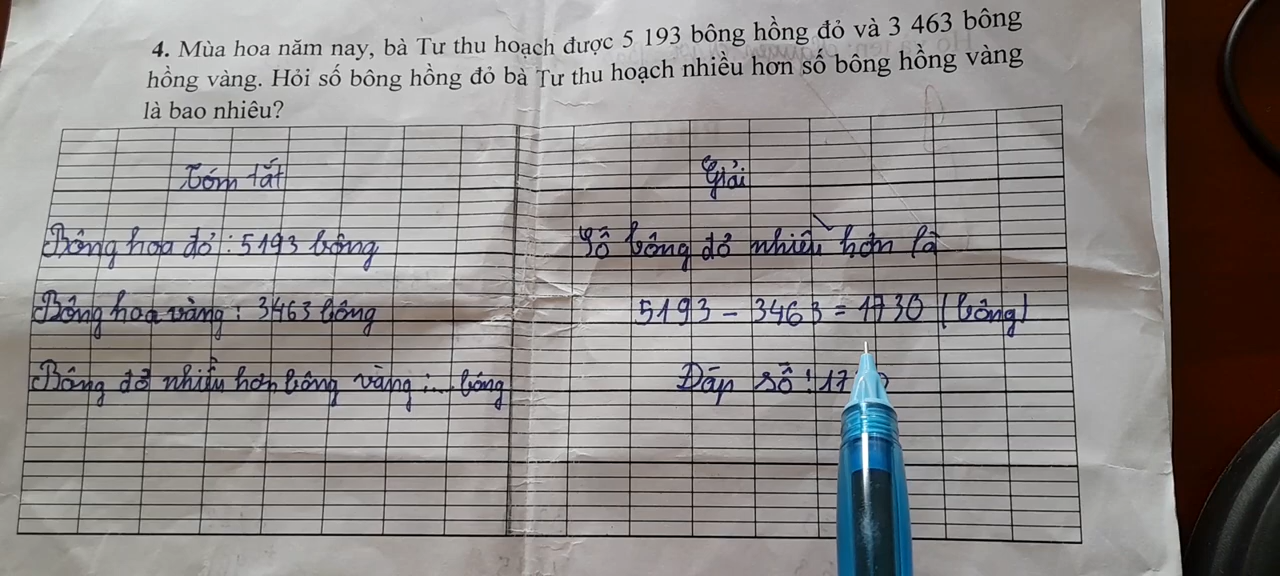 4. Mùa hoa năm nay, bà Tư thu hoạch được 5 193 bông hồng đỏ và 3 463 bông
hồng vàng. Hỏi số bông hồng đỏ bà Tư thu hoạch nhiều hơn số bông hồng vàng
là bao nhiêu?
Tóm tắt
Giải
Bông hoa đỏ : 5193 bông
Số bông đỏ nhiều hơn là
Bông hoa vàng : 3463 bông
5193 - 3463 = 1730 (bông)
Bông đỏ nhiều hơn bông vàng :... bông
Đáp số : 17